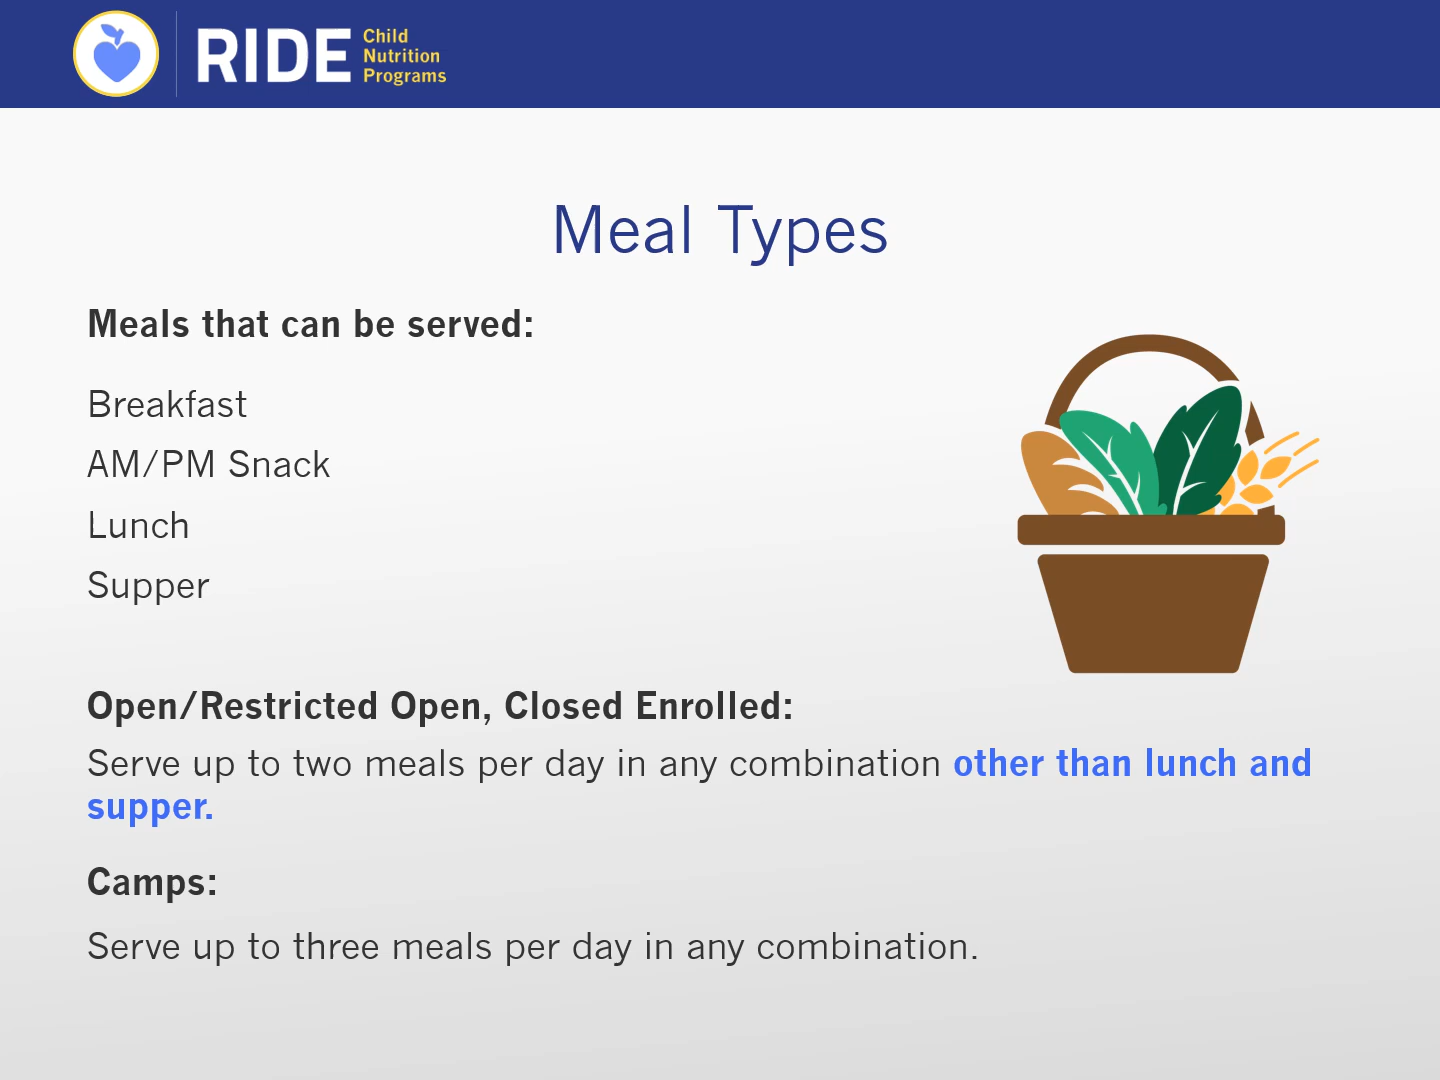 RIDE
Child
Nutrition
Programs
Meal Types
Meals that can be served:
Breakfast
AM/PM Snack
Lunch
Supper
Open/Restricted Open, Closed Enrolled:
Serve up to two meals per day in any combination other than lunch and
supper.
Camps:
Serve up to three meals per day in any combination.